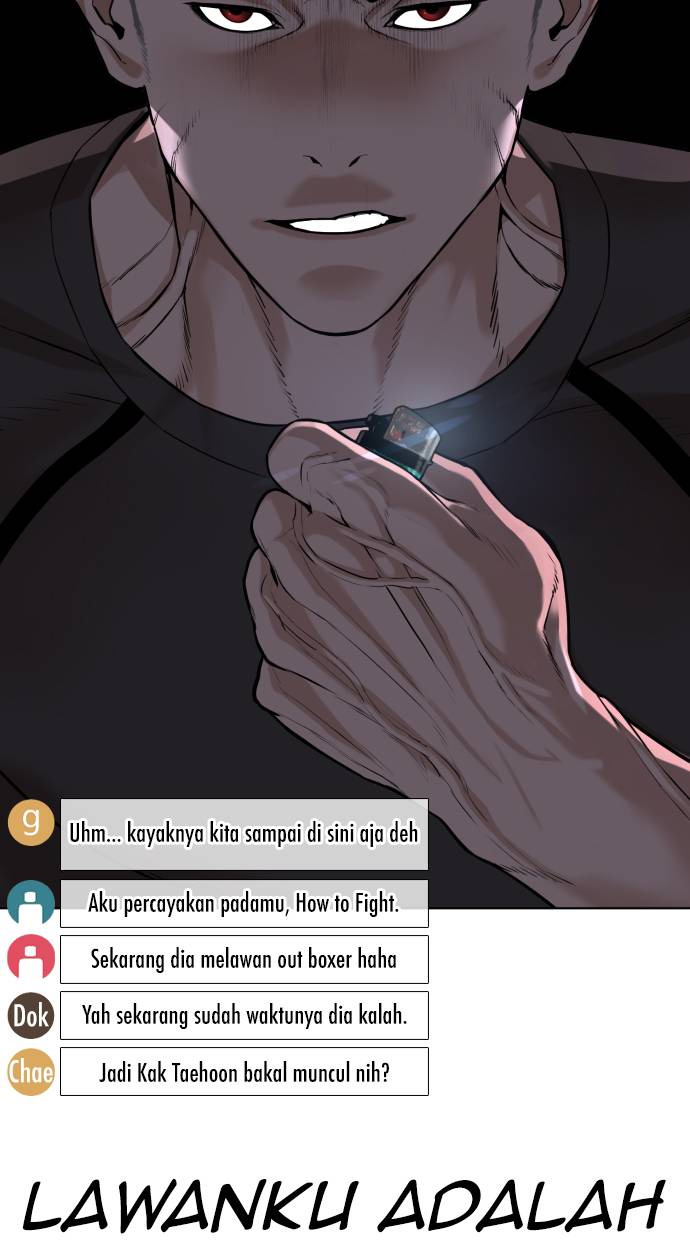 g
Uhm... kayaknya kita sampai di sini aja deh
Aku percayakan padamu, How to Fight.
Sekarang dia melawan out boxer haha
Dok
Yah sekarang sudah waktunya dia kalah.
Chae
Jadi Kak Taehoon bakal muncul nih?
LAWANKU ADALAH